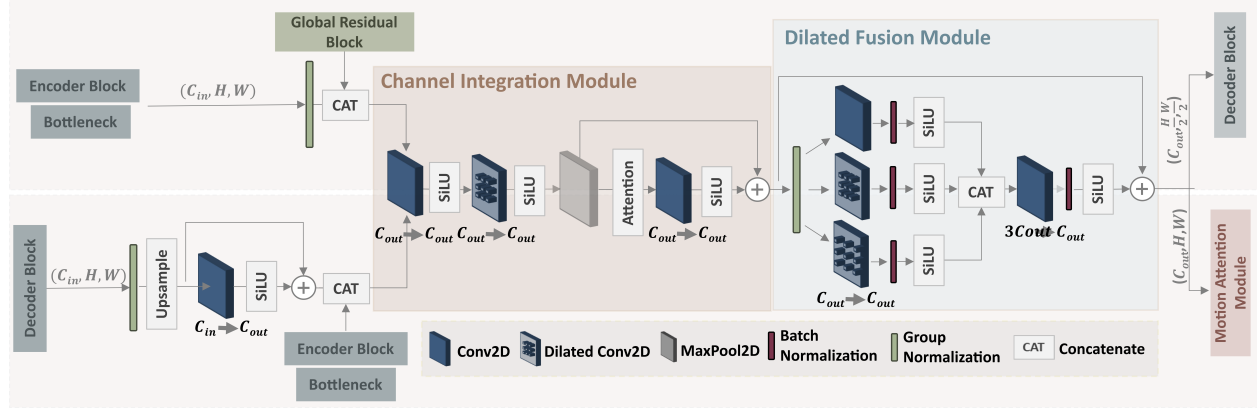 Global Residual
Block
Dilated Fusion Module
Decoder Block
Encoder Block
Bottleneck
(C_in, H, W)
CAT
Channel Integration Module
SiLU
SiLU
Attention
SiLU
C_out C_out C_out C_out
C_out C_out
SiLU
SiLU
SiLU
CAT
SiLU
C_out C_out
3C_out C_out
(C_out, H/2, W/2)
(C_out, H, W)
Decoder Block
(C_in, H, W)
Upsample
SiLU
C_in C_out
CAT
Encoder Block
Bottleneck
Motion Attention
Module
Conv2D
Dilated Conv2D
MaxPool2D
Batch
Normalization
Group
Normalization
CAT
Concatenate